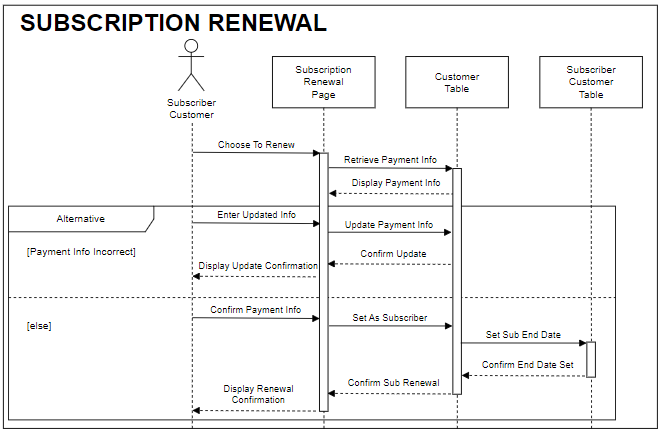 SUBSCRIPTION RENEWAL
Subscriber
Customer
Subscription
Renewal
Page
Customer
Table
Subscriber
Customer
Table
Choose To Renew
Retrieve Payment Info
Display Payment Info
Alternative
Enter Updated Info
Update Payment Info
[Payment Info Incorrect]
Confirm Update
Display Update Confirmation
Confirm Payment Info
Set As Subscriber
[else]
Set Sub End Date
Confirm End Date Set
Confirm Sub Renewal
Display Renewal
Confirmation